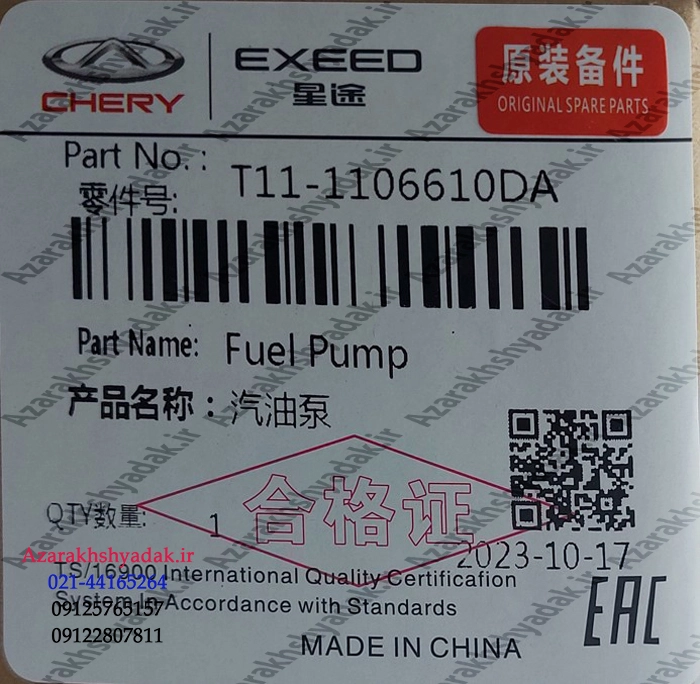 CHERY
EXEED
星途
原装备件
ORIGINAL SPARE PARTS
Part No.: T11-1106610DA
零件号:
Part Name: Fuel Pump
产品名称：汽油泵
QTY数量: 1
合格证
2023-10-17
Azarakhshyadak.ir
TS/16900 International Quality Certification
021-44165264
System In Accordance with Standards
09125765157
09122807811
EAC
MADE IN CHINA
Azarakhshyadak.ir